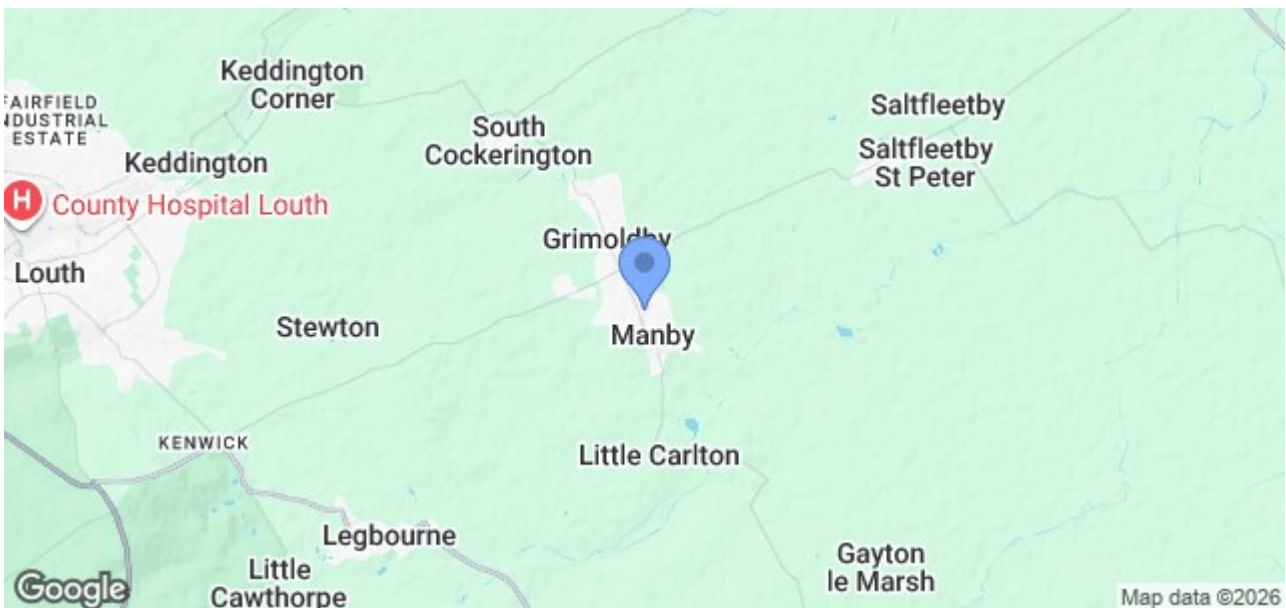 Keddington
Corner
FAIRFIELD
INDUSTRIAL
ESTATE
Saltfleetby
South
Cockerington
Keddington
Saltfleetby
St Peter
H
County Hospital Louth
Grimoldby
Louth
Stewton
Manby
KENWICK
Little Carlton
Legbourne
Gayton
le Marsh
Little
Cawthorpe
Google
Map data ©2026